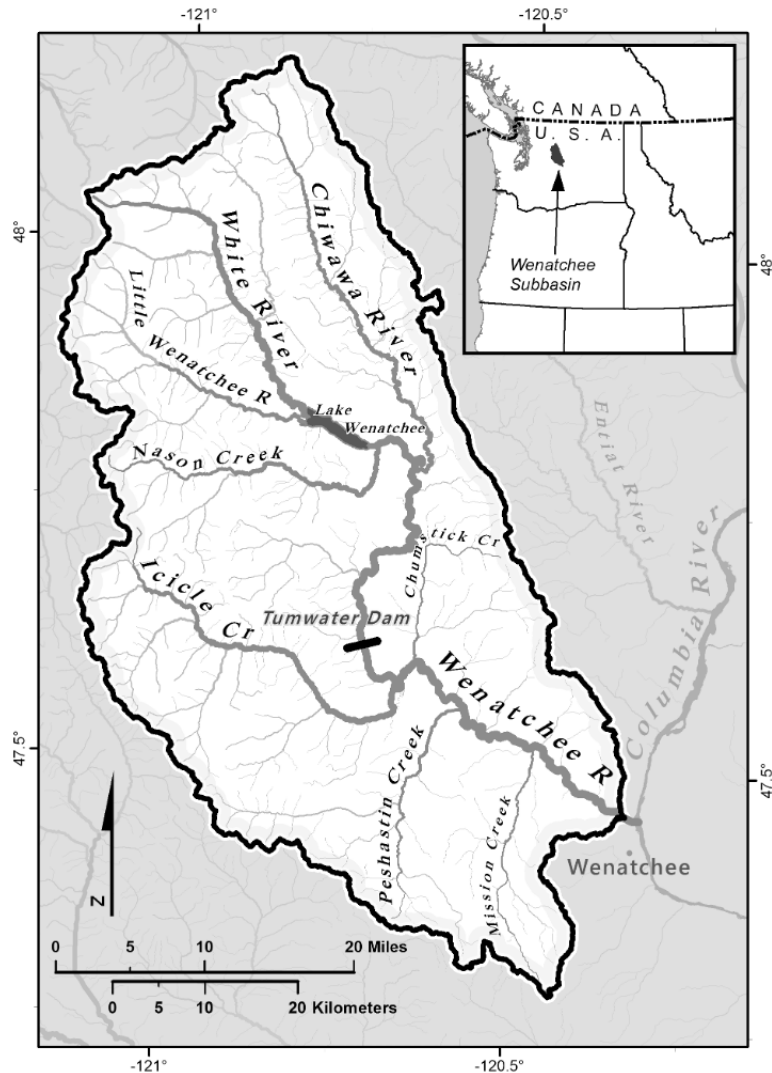 -121°
-120.5°
CANADA
U. S. A.
Wenatchee
Subbasin
48°
48°
Chiwawa River
White River
Little
Wenatchee R
Lake
Wenatchee
Nason Creek
Entiat River
Chumstick Cr
Icicle Cr
Tumwater Dam
Columbia River
Wenatchee R
47.5°
47.5°
Peshastin Creek
Mission Creek
Wenatchee
N
0 5 10 20 Miles
0 5 10 20 Kilometers
-121°
-120.5°